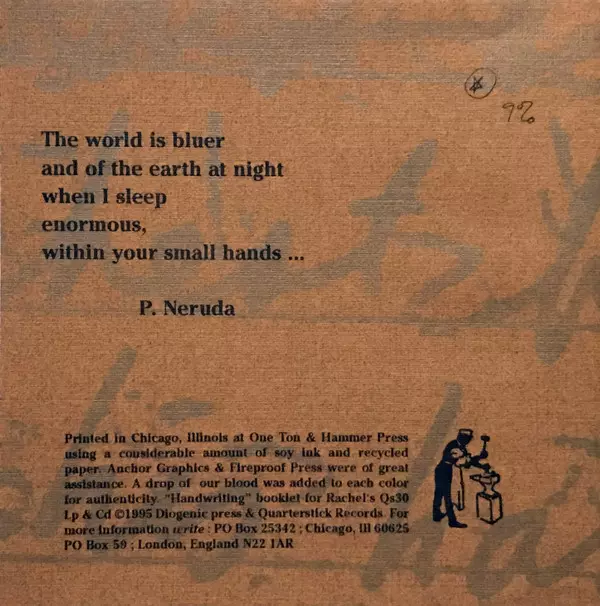 9%
The world is bluer
and of the earth at night
when I sleep
enormous,
within your small hands ...
P. Neruda
Printed in Chicago, Illinois at One Ton & Hammer Press
using a considerable amount of soy ink and recycled
paper. Anchor Graphics & Fireproof Press were of great
assistance. A drop of our blood was added to each color
for authenticity. "Handwriting" booklet for Rachel's Qs30
Lp & Cd ©1995 Diogenic press & Quarterstick Records. For
more information write : PO Box 25342 ; Chicago, Ill 60625
PO Box 59 ; London, England N22 1AR